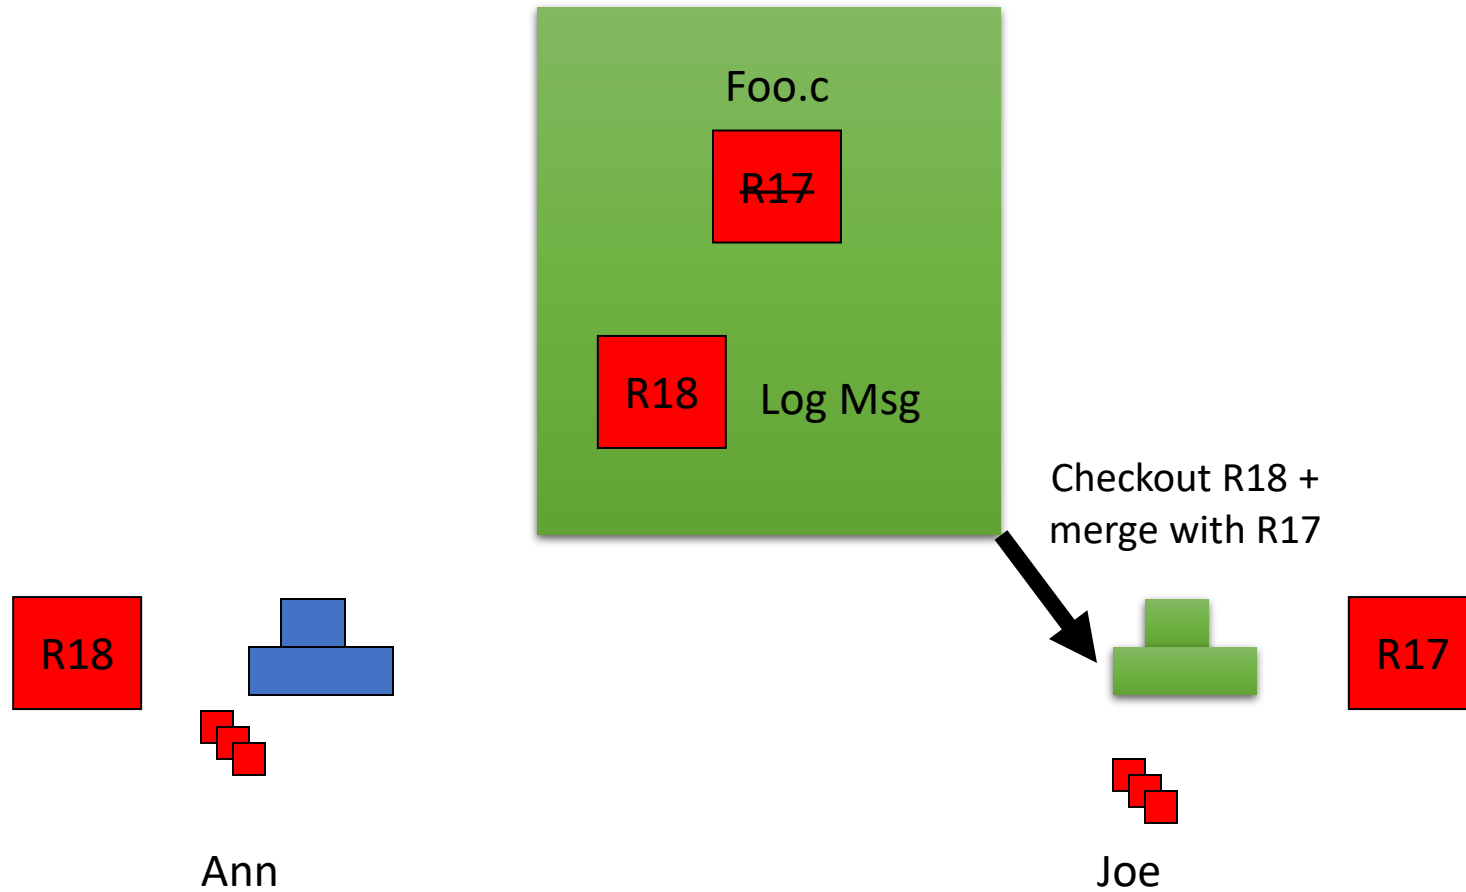 Foo.c
R17
R18
Log Msg
Checkout R18 +
merge with R17
R18
R17
Ann
Joe